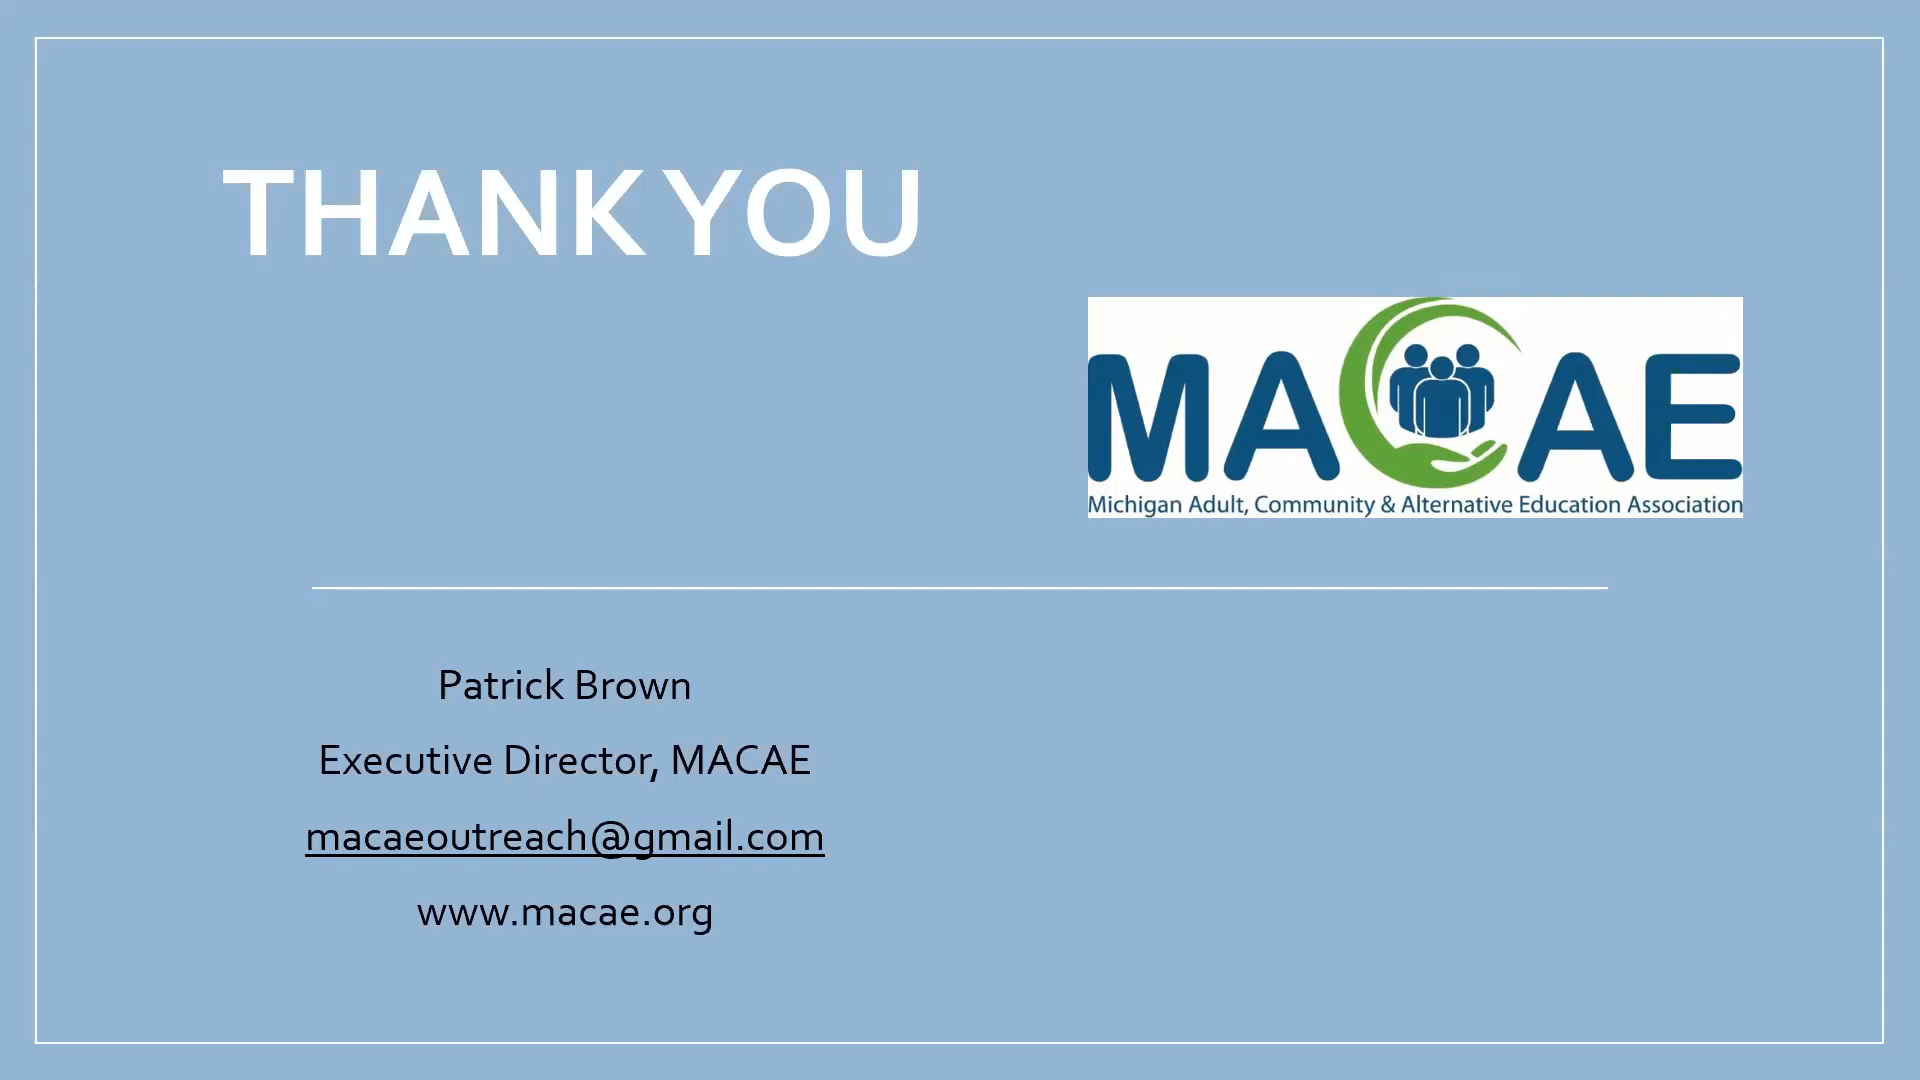 THANK YOU
MACAE
Michigan Adult, Community & Alternative Education Association
Patrick Brown
Executive Director, MACAE
macaeoutreach@gmail.com
www.macae.org